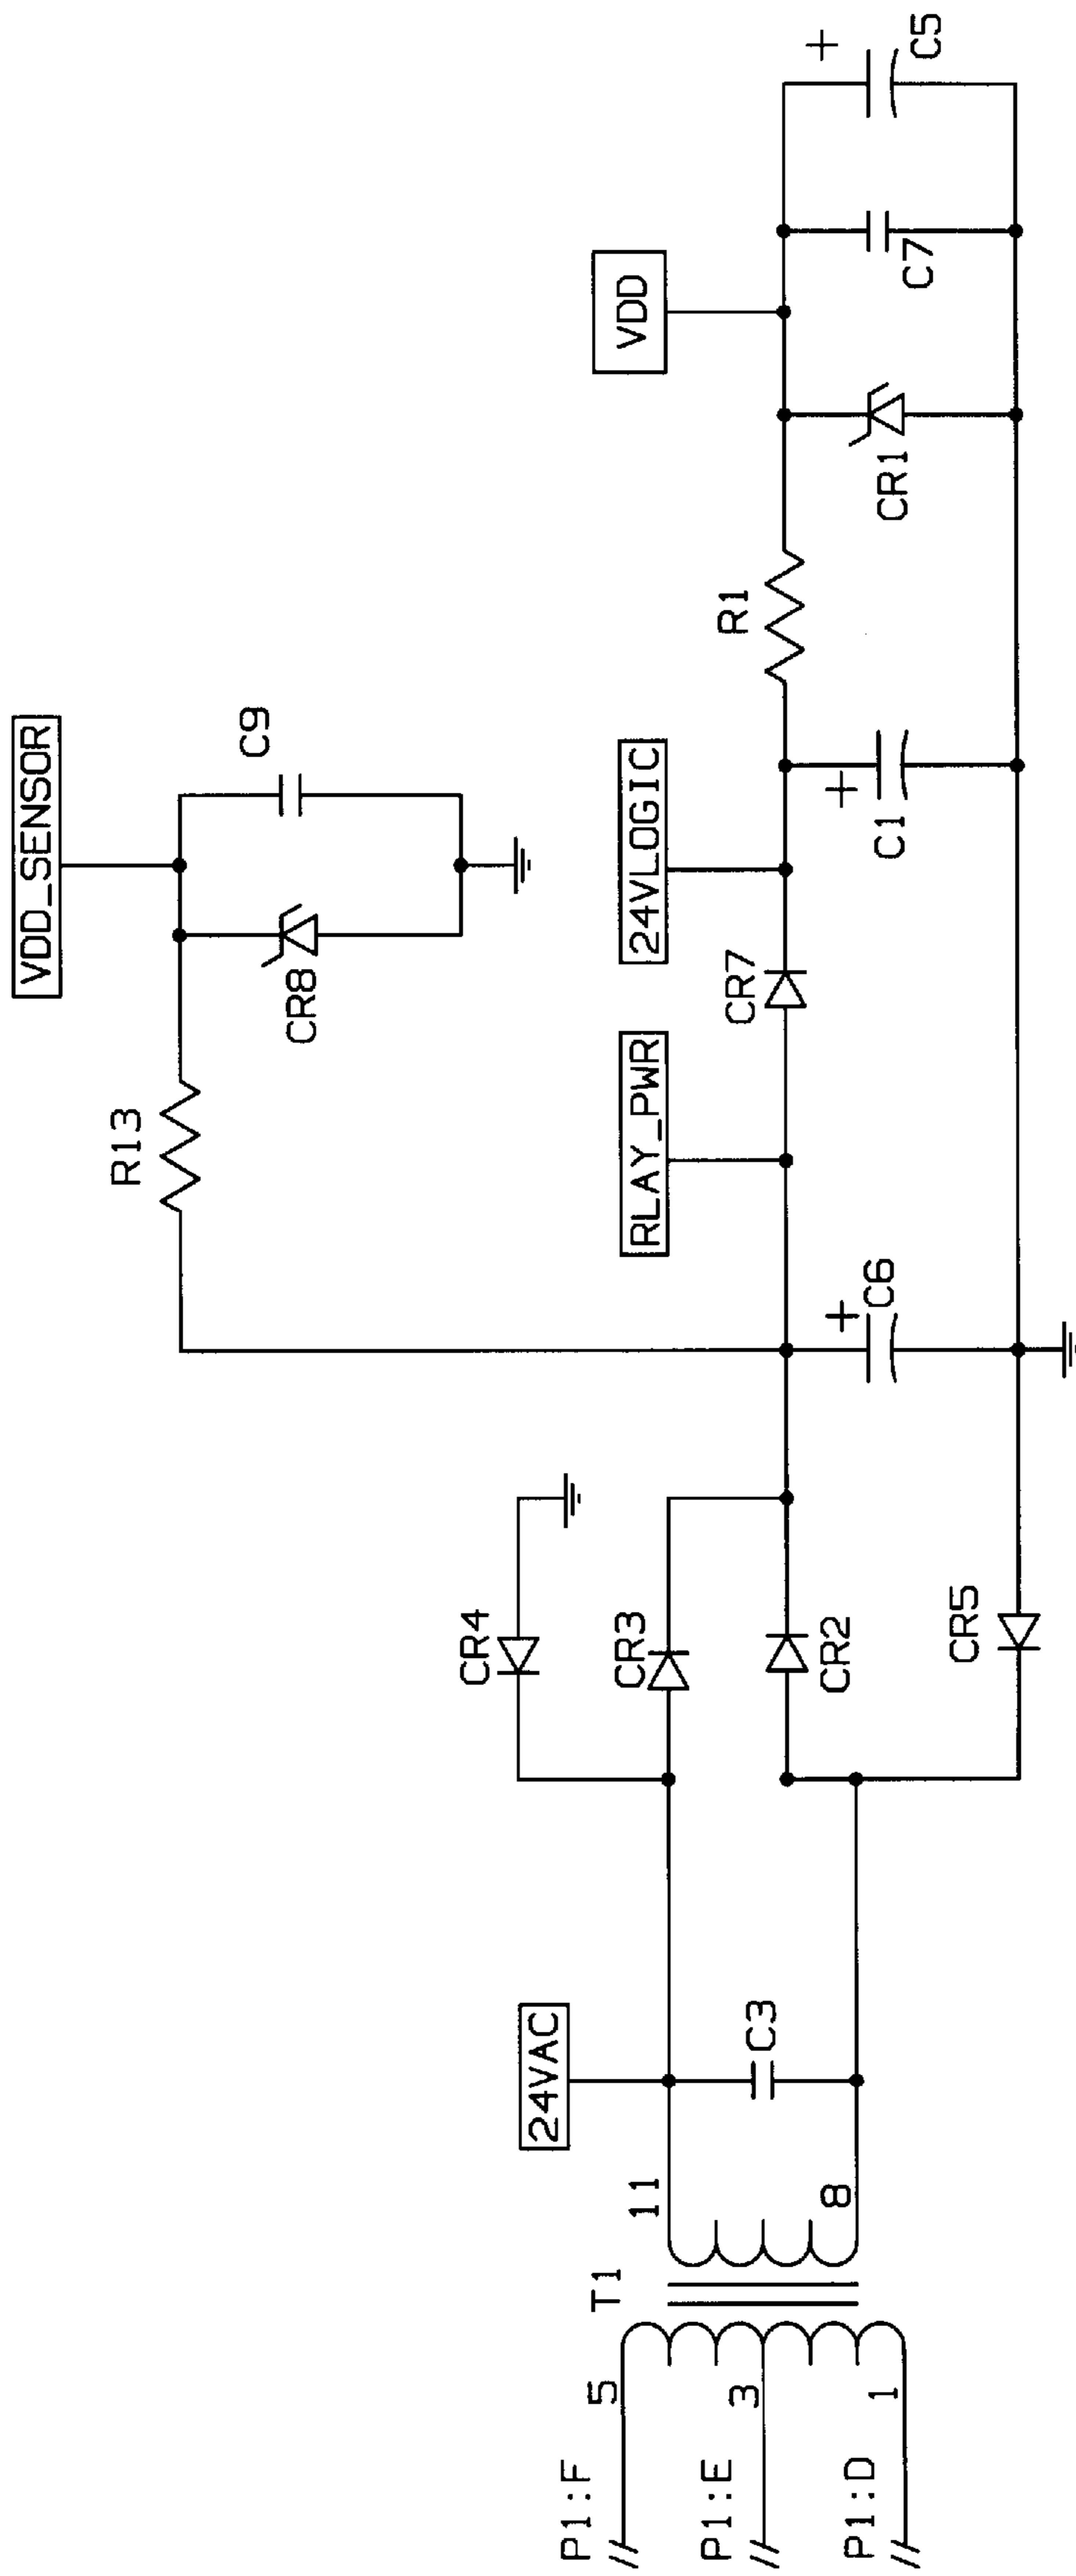 VDD_SENSOR
R13
CR8
C9
24VAC
CR4
CR3
RLAY_PWR
24VLOGIC
VDD
CR7
R1
T1
P1:F
5
11
C3
P1:E
3
8
P1:D
1
CR2
CR5
+
C6
+
C1
CR1
C7
+
C5